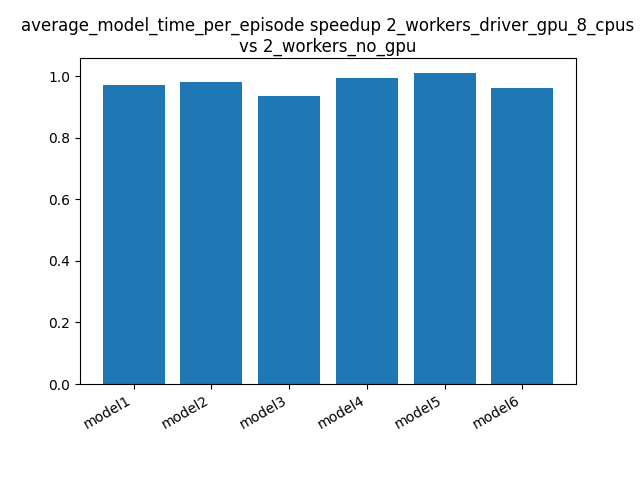 average_model_time_per_episode speedup 2_workers_driver_gpu_8_cpus
vs 2_workers_no_gpu
1.0
0.8
0.6
0.4
0.2
0.0
model1
model2
model3
model4
model5
model6